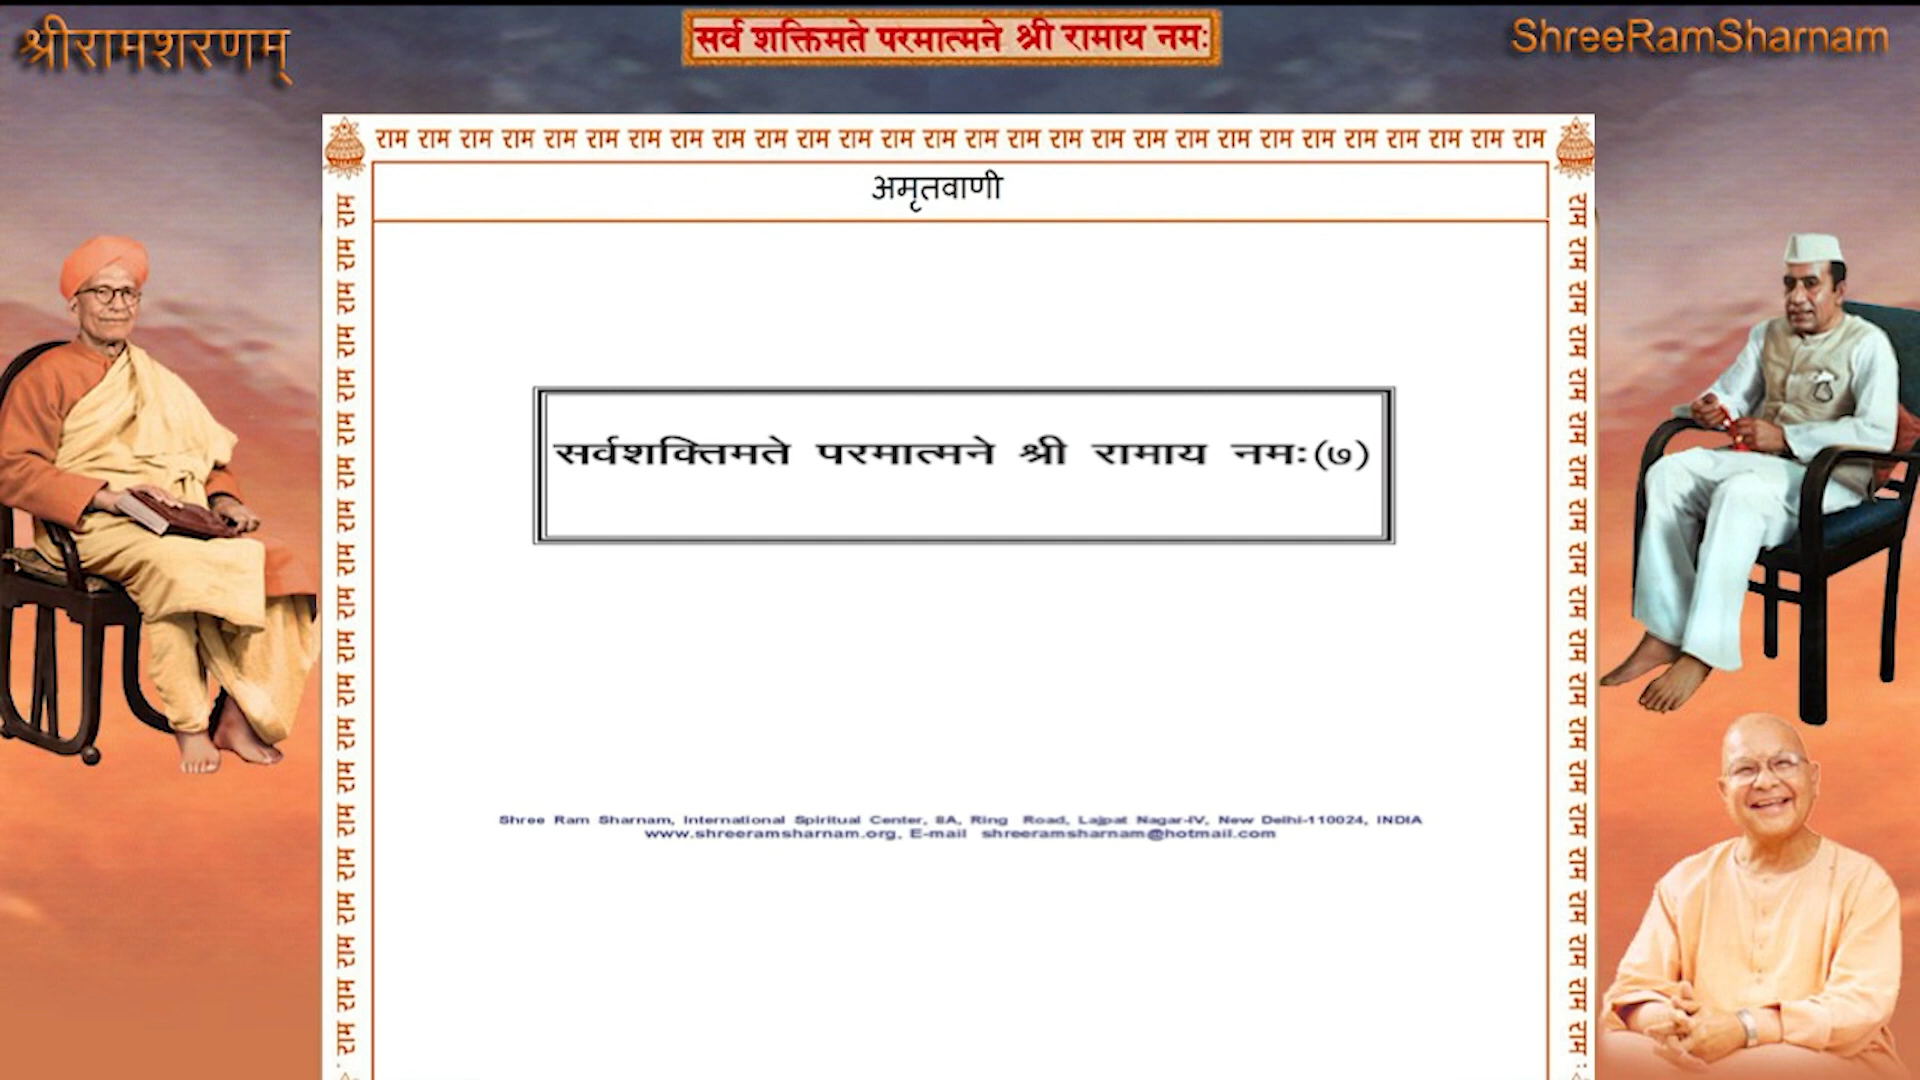 श्रीरामशरणम्
सर्व शक्तिमते परमात्मने श्री रामाय नमः
ShreeRamSharnam
राम राम राम राम राम राम राम राम राम राम राम राम राम राम राम राम राम राम राम राम राम राम राम राम राम राम राम राम
अमृतवाणी
राम राम राम राम राम राम राम राम राम राम राम राम राम राम राम राम राम राम राम राम
सर्वशक्तिमते परमात्मने श्री रामाय नमः(७)
Shree Ram Sharnam, International Spiritual Center, 8A, Ring Road, Lajpat Nagar-IV, New Delhi-110024, INDIA
www.shreeramsharnam.org, E-mail shreeramsharnam@hotmail.com
राम राम राम राम राम राम राम राम राम राम राम राम राम राम राम राम राम राम राम राम